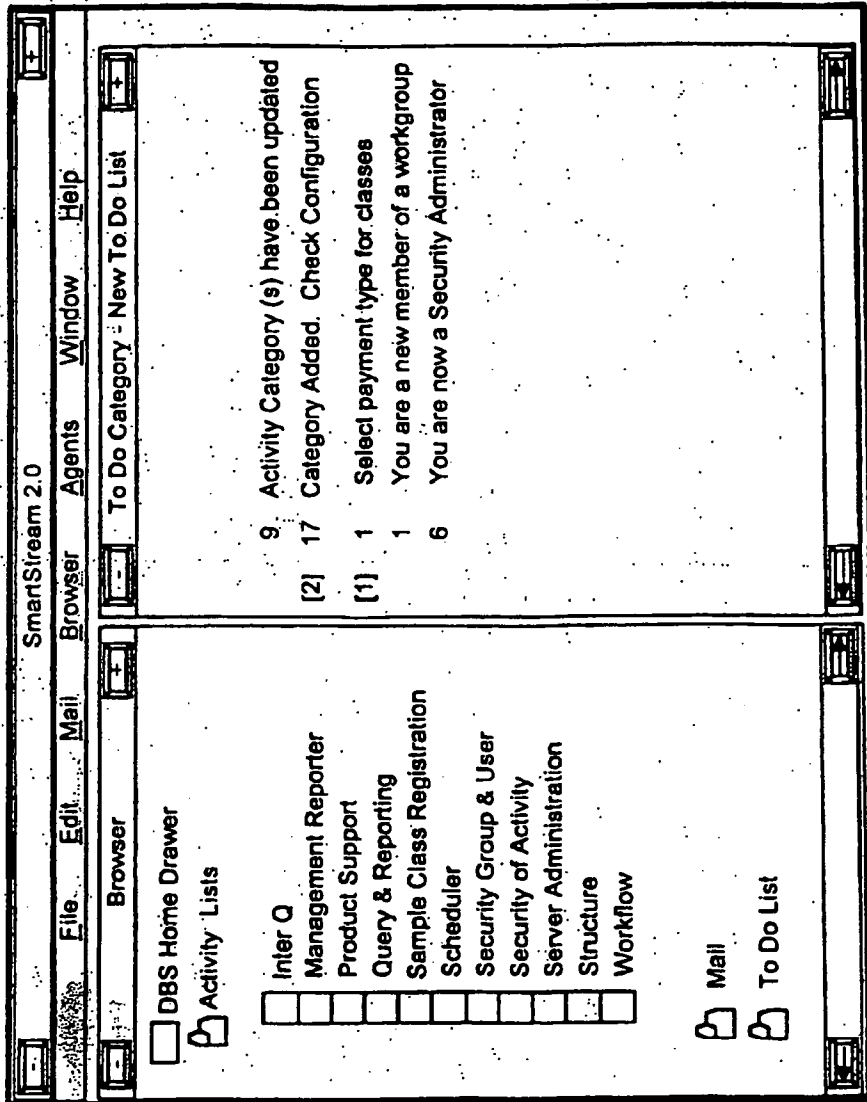 SmartStream 2.0
File Edit Mail Browser Agents Window Help
Browser
DBS Home Drawer
Activity Lists
Inter Q
Management Reporter
Product Support
Query & Reporting
Sample Class Registration
Scheduler
Security Group & User
Security of Activity
Server Administration
Structure
Workflow
Mail
To Do List
To Do Category - New To Do List
9 Activity Category (s) have been updated
[2] 17 Category Added. Check Configuration
[1] 1 Select payment type for classes
1 You are a new member of a workgroup
6 You are now a Security Administrator